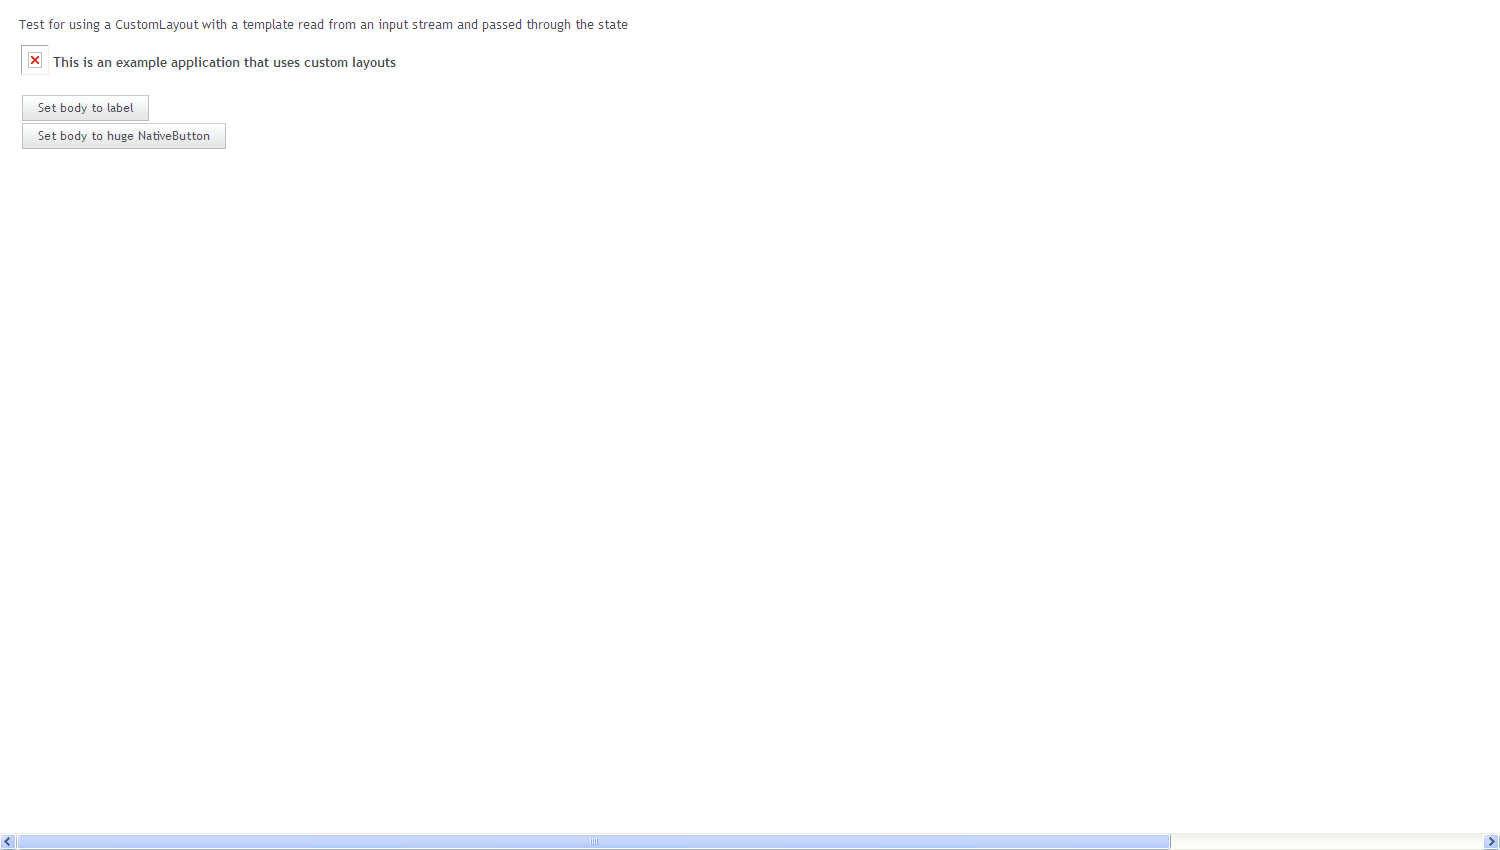 Test for using a CustomLayout with a template read from an input stream and passed through the state
This is an example application that uses custom layouts
Set body to label
Set body to huge NativeButton